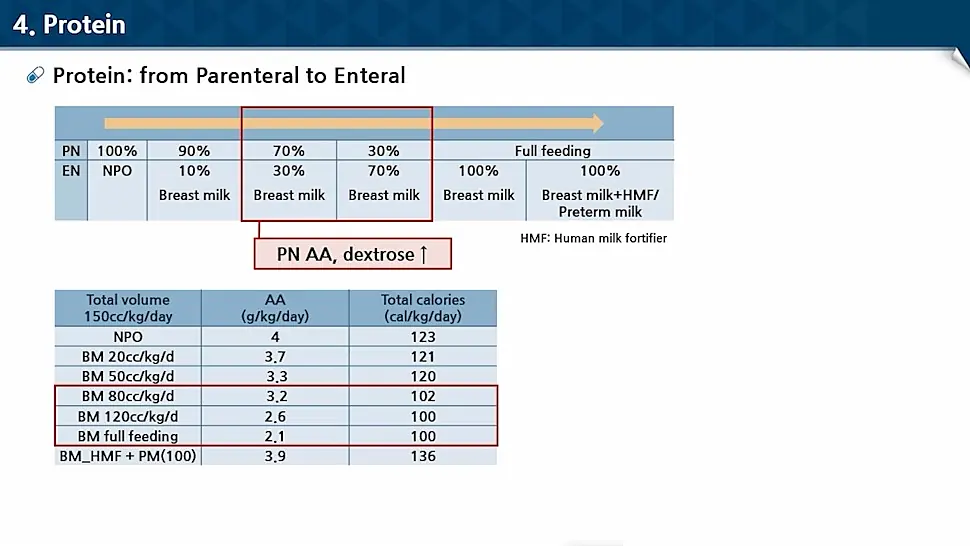 4. Protein
Protein: from Parenteral to Enteral
PN 100% 90% 70% 30% Full feeding
EN NPO 10% 30% 70% 100% 100%
Breast milk Breast milk Breast milk Breast milk Breast milk+HMF/
Preterm milk
HMF: Human milk fortifier
PN AA, dextrose ↑
Total volume AA Total calories
150cc/kg/day (g/kg/day) (cal/kg/day)
NPO 4 123
BM 20cc/kg/d 3.7 121
BM 50cc/kg/d 3.3 120
BM 80cc/kg/d 3.2 102
BM 120cc/kg/d 2.6 100
BM full feeding 2.1 100
BM_HMF + PM(100) 3.9 136